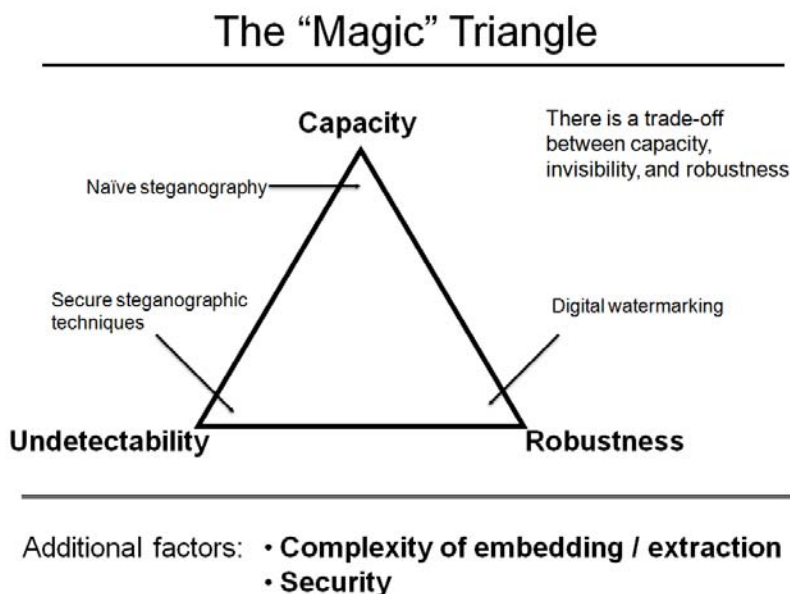 The “Magic” Triangle
Capacity
There is a trade-off
between capacity,
invisibility, and robustness
Naïve steganography
Secure steganographic
techniques
Digital watermarking
Undetectability
Robustness
Additional factors: • Complexity of embedding / extraction
• Security